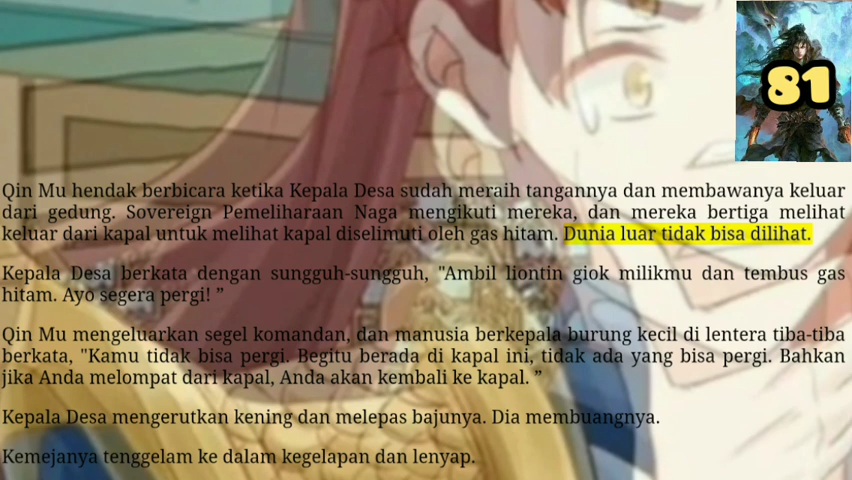 81
Qin Mu hendak berbicara ketika Kepala Desa sudah meraih tangannya dan membawanya keluar
dari gedung. Sovereign Pemeliharaan Naga mengikuti mereka, dan mereka bertiga melihat
keluar dari kapal untuk melihat kapal diselimuti oleh gas hitam. Dunia luar tidak bisa dilihat.
Kepala Desa berkata dengan sungguh-sungguh, "Ambil liontin giok milikmu dan tembus gas
hitam. Ayo segera pergi! ”
Qin Mu mengeluarkan segel komandan, dan manusia berkepala burung kecil di lentera tiba-tiba
berkata, "Kamu tidak bisa pergi. Begitu berada di kapal ini, tidak ada yang bisa pergi. Bahkan
jika Anda melompat dari kapal, Anda akan kembali ke kapal. ”
Kepala Desa mengerutkan kening dan melepas bajunya. Dia membuangnya.
Kemejanya tenggelam ke dalam kegelapan dan lenyap.